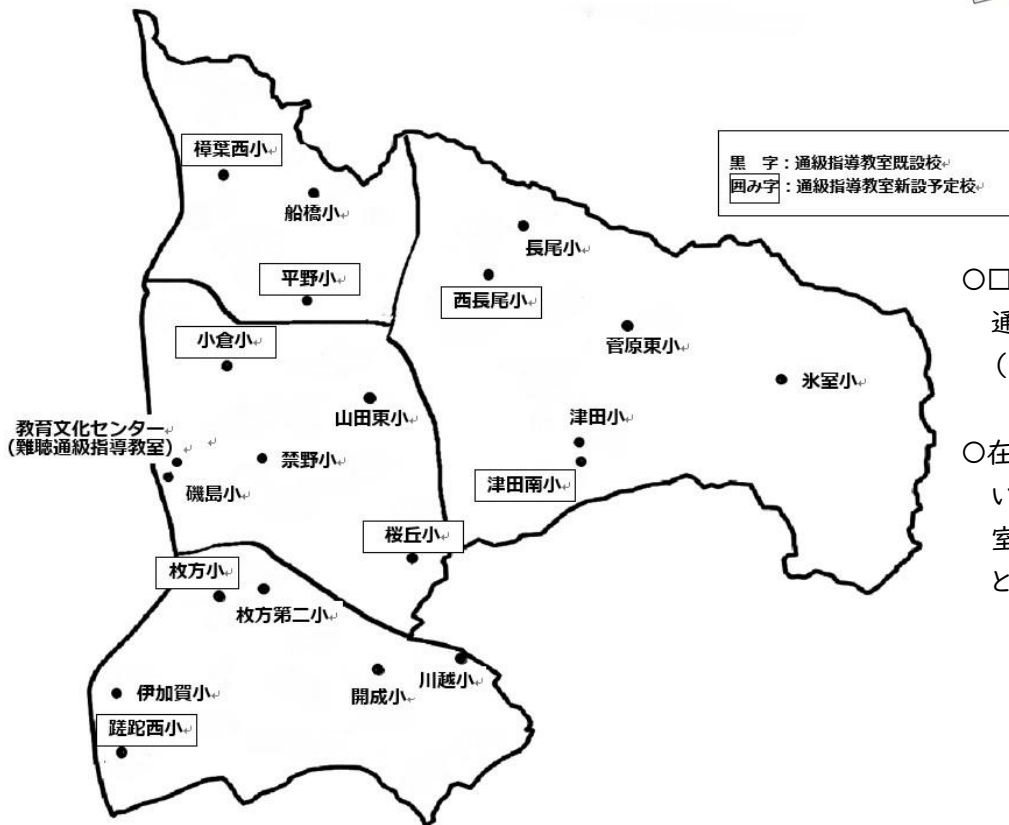 樟葉西小
船橋小
平野小
小倉小
山田東小
教育文化センター
(難聴通級指導教室)
禁野小
磯島小
桜丘小
枚方小
枚方第二小
伊加賀小
蹉跎西小
開成小
川越小
長尾小
西長尾小
菅原東小
氷室小
津田小
津田南小
黒　字：通級指導教室既設校
囲み字：通級指導教室新設予定校
○□
通
（
○在
い
室
と